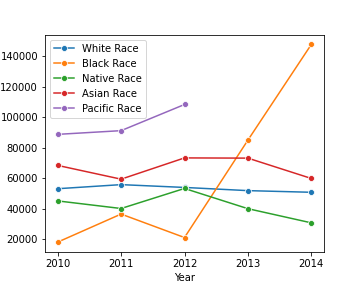 White Race
Black Race
Native Race
Asian Race
Pacific Race
140000
120000
100000
80000
60000
40000
20000
2010 2011 2012 2013 2014
Year